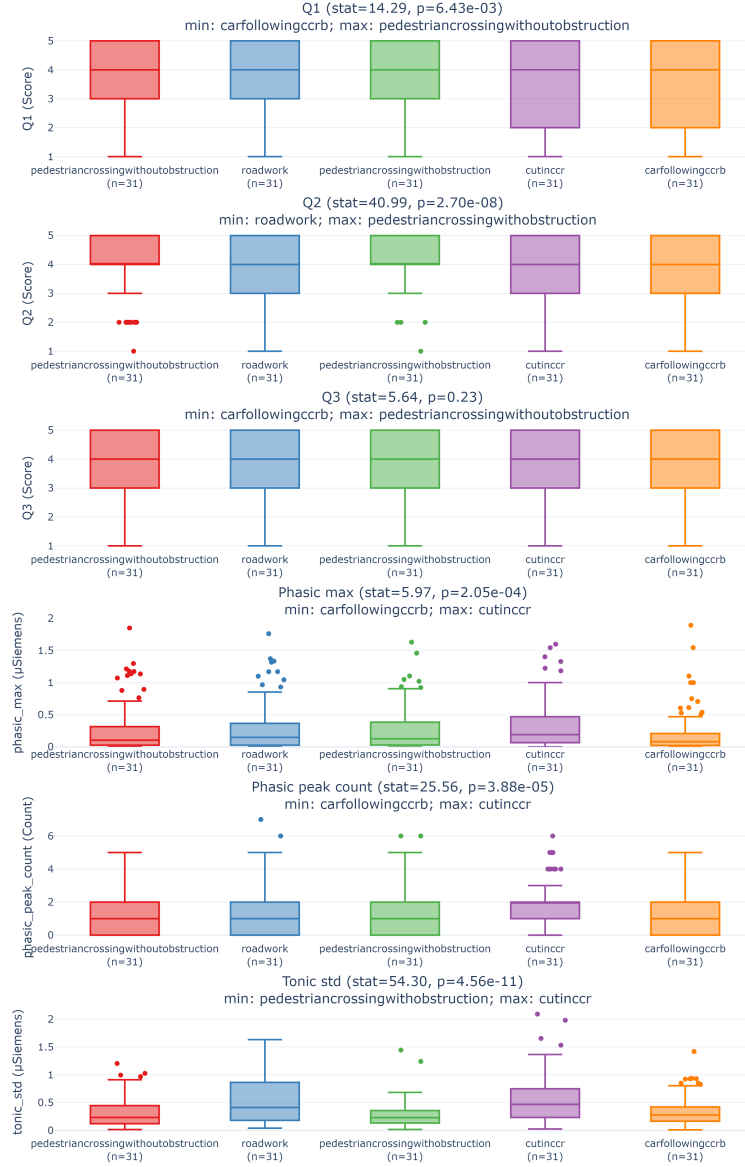 Q1 (stat=14.29, p=6.43e-03)
min: carfollowingccrb; max: pedestriancrossingwithoutobstruction
Q1 (Score)
5
4
3
2
1
pedestriancrossingwithoutobstruction roadwork pedestriancrossingwithobstruction cutinccr carfollowingccrb
(n=31) (n=31) (n=31) (n=31) (n=31)
Q2 (stat=40.99, p=2.70e-08)
min: roadwork; max: pedestriancrossingwithobstruction
Q2 (Score)
5
4
3
2
1
pedestriancrossingwithoutobstruction roadwork pedestriancrossingwithobstruction cutinccr carfollowingccrb
(n=31) (n=31) (n=31) (n=31) (n=31)
Q3 (stat=5.64, p=0.23)
min: carfollowingccrb; max: pedestriancrossingwithoutobstruction
Q3 (Score)
5
4
3
2
1
pedestriancrossingwithoutobstruction roadwork pedestriancrossingwithobstruction cutinccr carfollowingccrb
(n=31) (n=31) (n=31) (n=31) (n=31)
Phasic max (stat=5.97, p=2.05e-04)
min: carfollowingccrb; max: cutinccr
phasic_max (µSiemens)
2
1.5
1
0.5
0
pedestriancrossingwithoutobstruction roadwork pedestriancrossingwithobstruction cutinccr carfollowingccrb
(n=31) (n=31) (n=31) (n=31) (n=31)
Phasic peak count (stat=25.56, p=3.88e-05)
min: carfollowingccrb; max: cutinccr
phasic_peak_count (Count)
6
4
2
0
pedestriancrossingwithoutobstruction roadwork pedestriancrossingwithobstruction cutinccr carfollowingccrb
(n=31) (n=31) (n=31) (n=31) (n=31)
Tonic std (stat=54.30, p=4.56e-11)
min: pedestriancrossingwithobstruction; max: cutinccr
tonic_std (µSiemens)
2
1.5
1
0.5
0
pedestriancrossingwithoutobstruction roadwork pedestriancrossingwithobstruction cutinccr carfollowingccrb
(n=31) (n=31) (n=31) (n=31) (n=31)